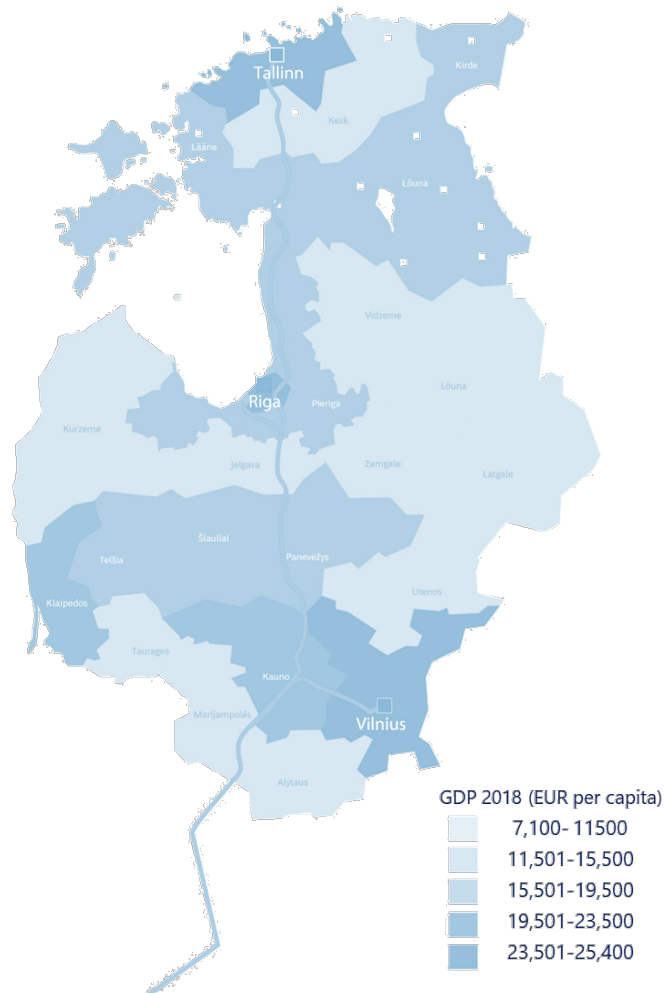 Tallinn
Kirde
Kesk
Lääne
Lõuna
Vidzeme
Lõuna
Riga
Pieriga
Kurzeme
Jelgava
Zemgale
Latgale
Šiauliai
Telšia
Panevėžys
Utenos
Klaipedos
Taurages
Kauno
Marijampolés
Vilnius
Alytaus
GDP 2018 (EUR per capita)
7,100- 11500
11,501-15,500
15,501-19,500
19,501-23,500
23,501-25,400